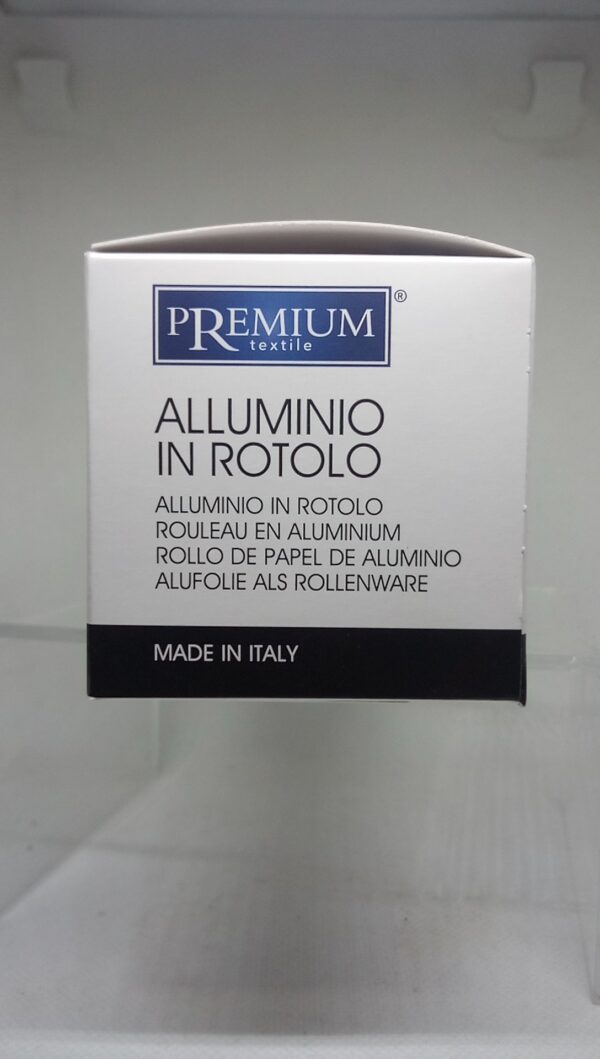 PREMIUM ®
textile
ALLUMINIO
IN ROTOLO
ALLUMINIO IN ROTOLO
ROULEAU EN ALUMINIUM
ROLLO DE PAPEL DE ALUMINIO
ALUFOLIE ALS ROLLENWARE
MADE IN ITALY